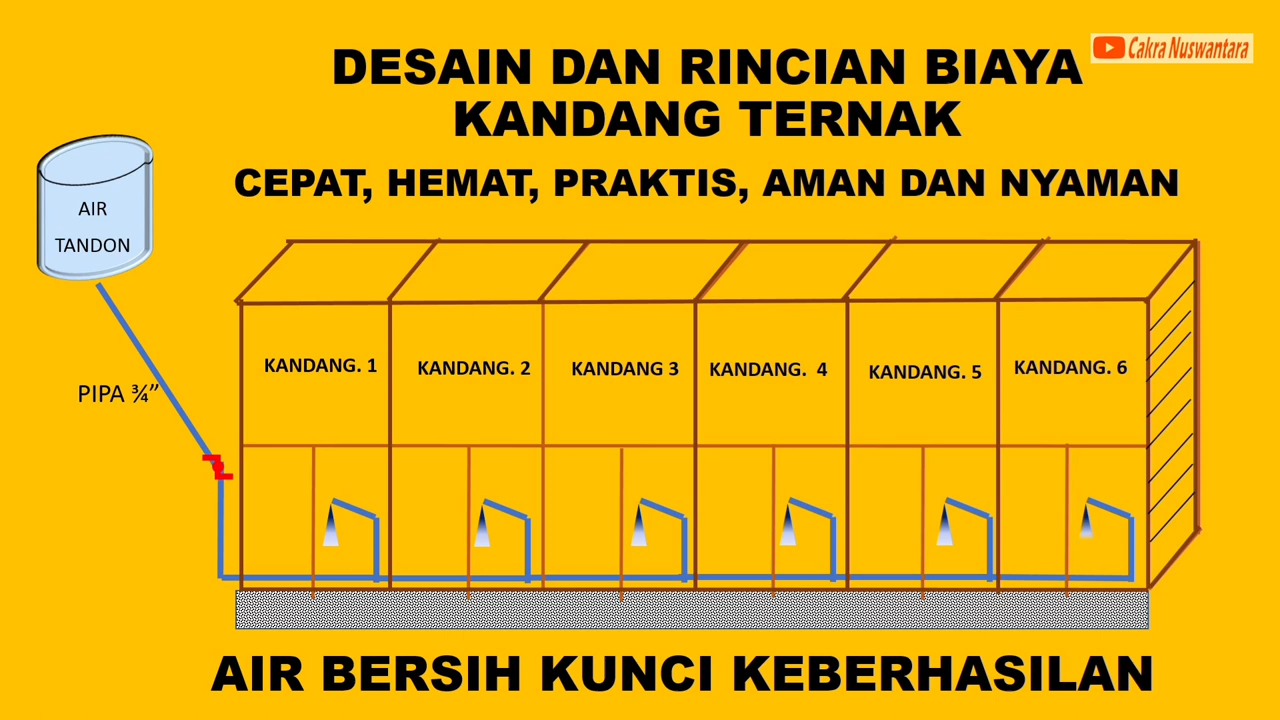 Cakra Nuswantara
DESAIN DAN RINCIAN BIAYA
KANDANG TERNAK
CEPAT, HEMAT, PRAKTIS, AMAN DAN NYAMAN
AIR
TANDON
PIPA ¾”
KANDANG. 1
KANDANG. 2
KANDANG 3
KANDANG.  4
KANDANG. 5
KANDANG. 6
AIR BERSIH KUNCI KEBERHASILAN